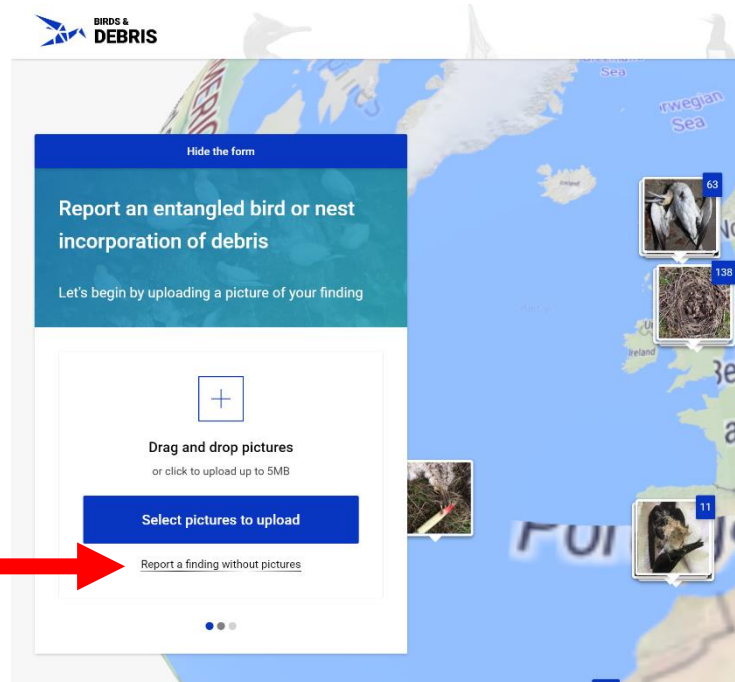 BIRDS &
DEBRIS
Sea
rwegian
Sea
Hide the form
Iceland
63
Report an entangled bird or nest
incorporation of debris
Let's begin by uploading a picture of your finding
138
Ireland
Drag and drop pictures
or click to upload up to 5MB
Select pictures to upload
11
Report a finding without pictures